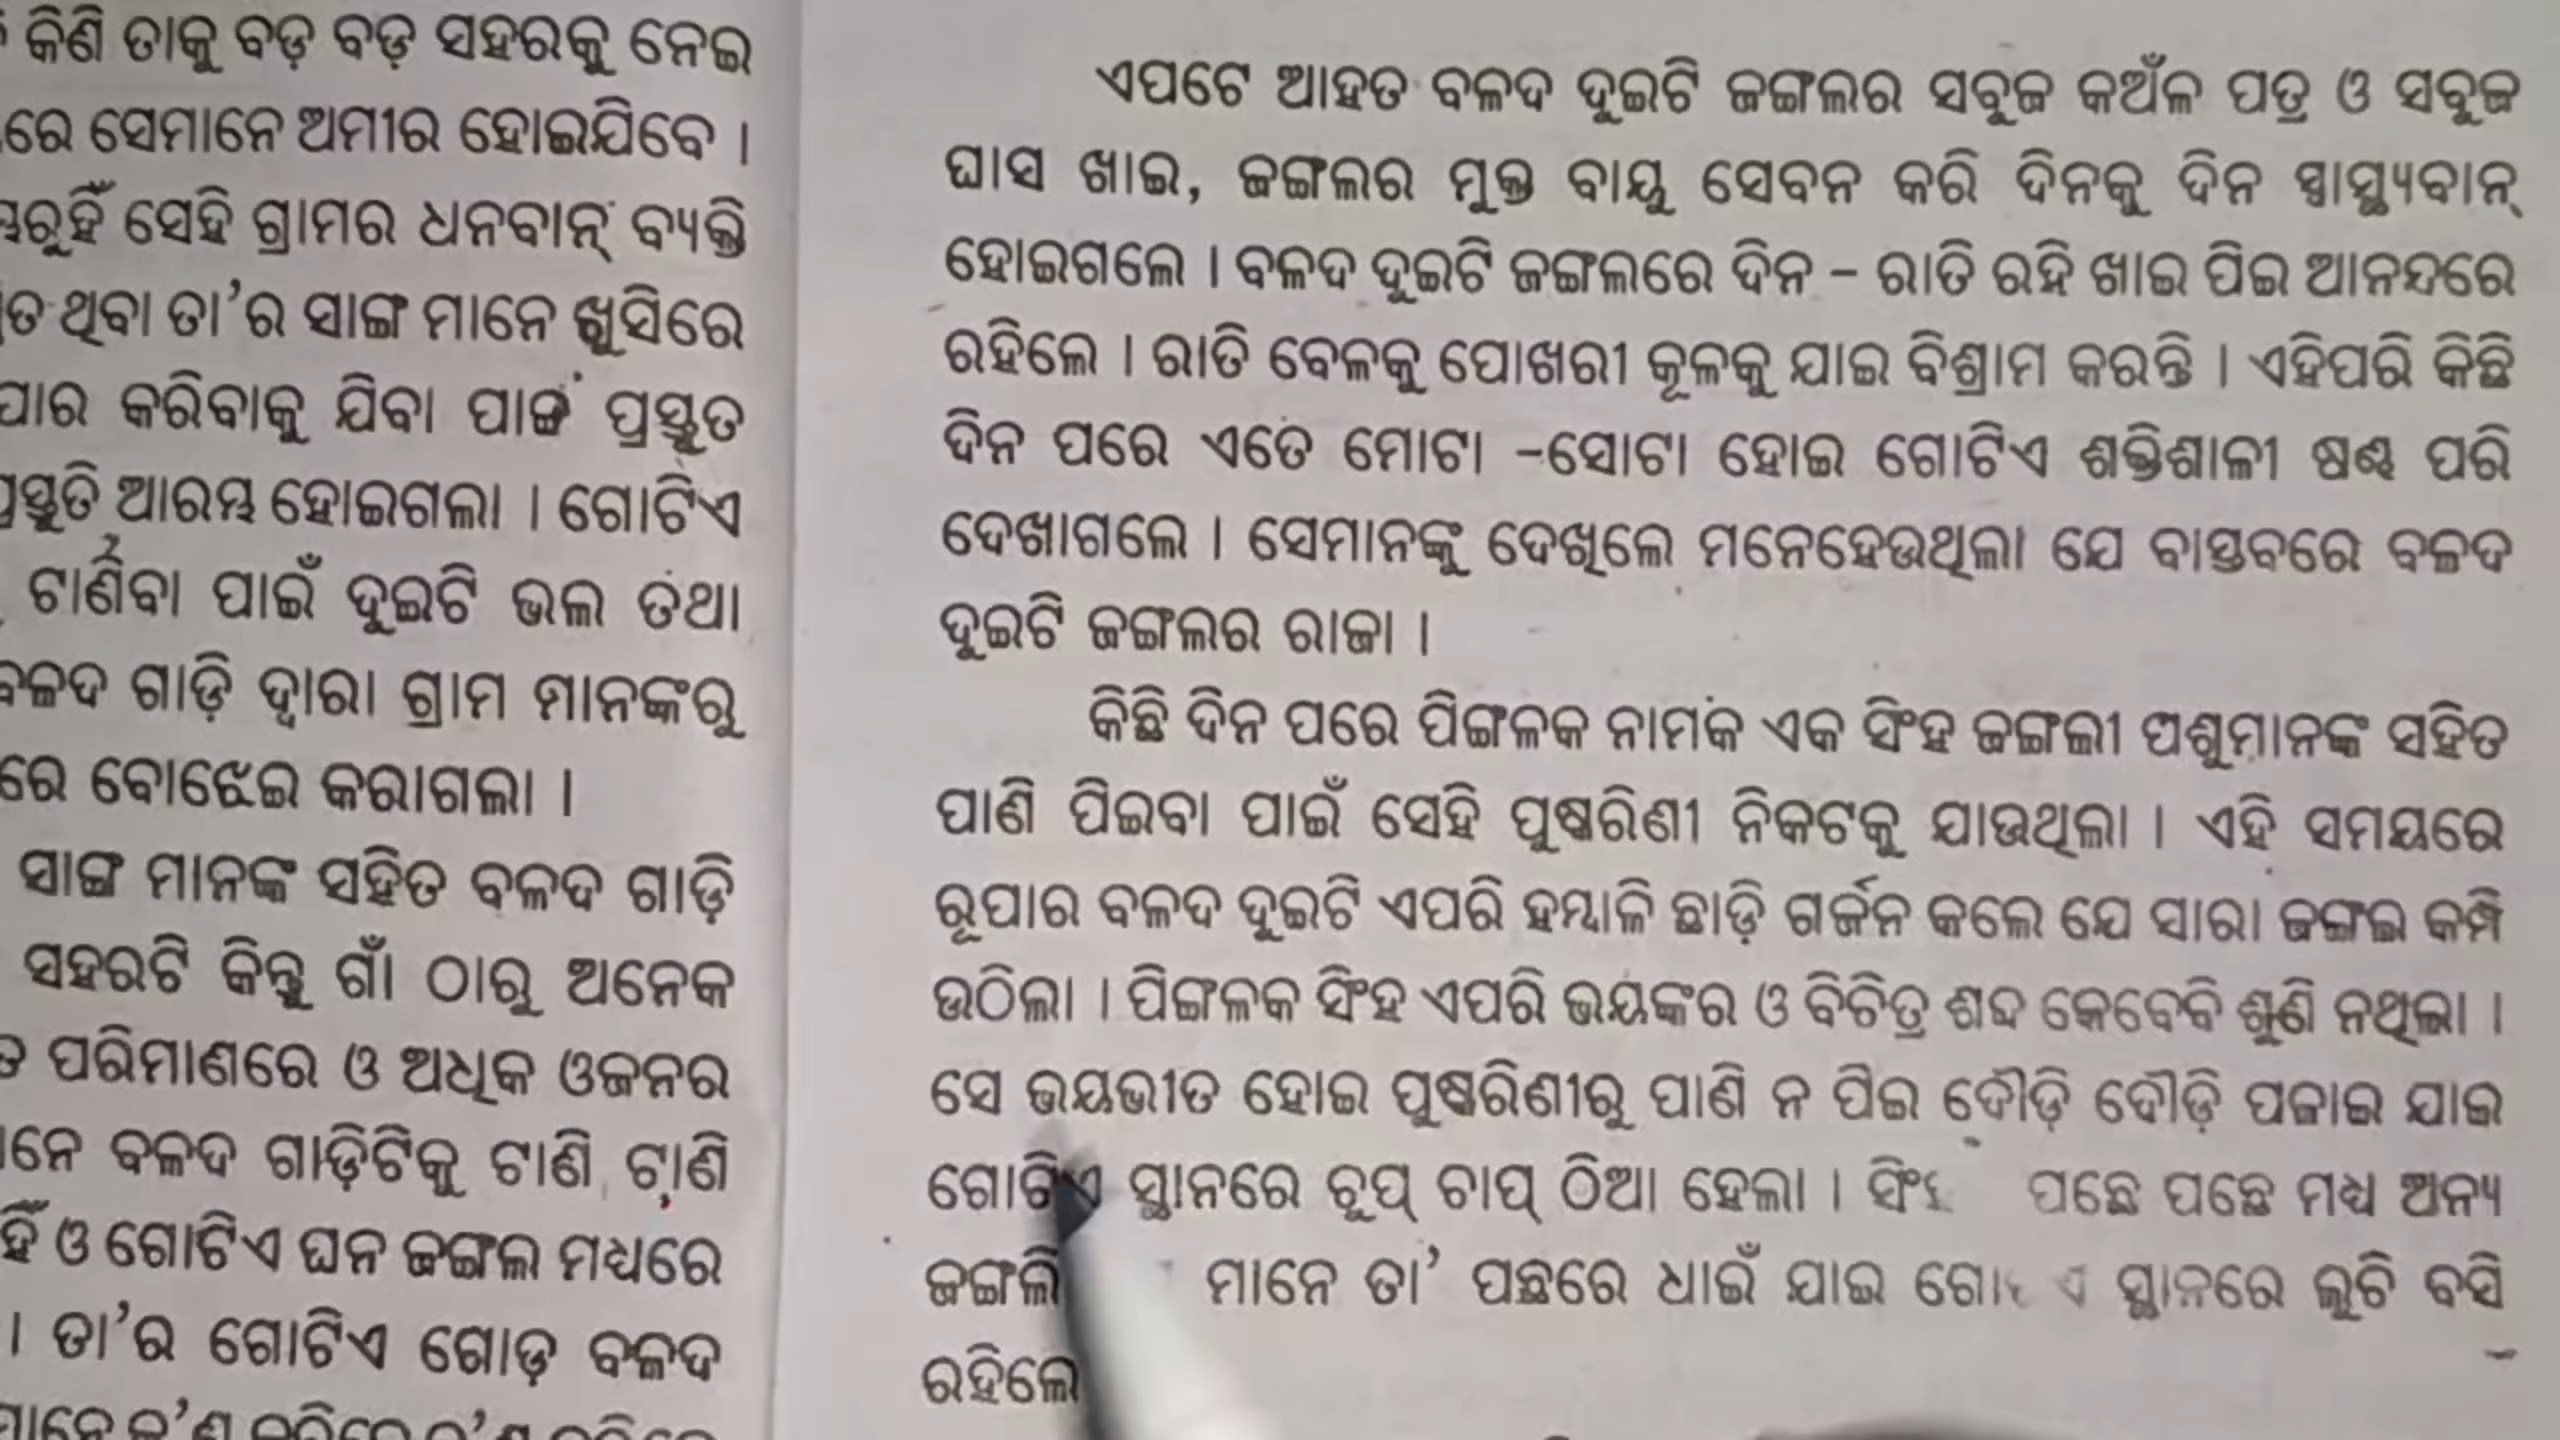 କିଣି ତାକୁ ବଡ଼ ବଡ଼ ସହରକୁ ନେଇ
ରେ ସେମାନେ ଅମୀର ହୋଇଯିବେ ।
ସେହି ଗ୍ରାମର ଧନବାନ୍ ବ୍ୟକ୍ତି
ଥିବା ତା'ର ସାଙ୍ଗ ମାନେ ଖୁସିରେ
କରିବାକୁ ଯିବା ପାଇଁ ପ୍ରସ୍ତୁତ
ପ୍ରସ୍ତୁତି ଆରମ୍ଭ ହୋଇଗଲା । ଗୋଟିଏ
ଟାଣିବା ପାଇଁ ଦୁଇଟି ଭଲ ତଥା
ବଳଦ ଗାଡ଼ି ଦ୍ୱାରା ଗ୍ରାମ ମାନଙ୍କରୁ
ରେ ବୋଝେଇ କରାଗଲା ।
ସାଙ୍ଗ ମାନଙ୍କ ସହିତ ବଳଦ ଗାଡ଼ି
ସହରଟି କିନ୍ତୁ ଗାଁ ଠାରୁ ଅନେକ
ପରିମାଣରେ ଓ ଅଧିକ ଓଜନର
ବଳଦ ଗାଡ଼ିଟିକୁ ଟାଣି ଟାଣି
ଓ ଗୋଟିଏ ଘନ ଜଙ୍ଗଲ ମଧ୍ୟରେ
। ତା'ର ଗୋଟିଏ ଗୋଡ଼ ବଳଦ
ଏପଟେ ଆହତ ବଳଦ ଦୁଇଟି ଜଙ୍ଗଲର ସବୁଜ କଅଁଳ ପତ୍ର ଓ ସବୁଜ
ଘାସ ଖାଇ, ଜଙ୍ଗଲର ମୁକ୍ତ ବାୟୁ ସେବନ କରି ଦିନକୁ ଦିନ ସ୍ୱାସ୍ଥ୍ୟବାନ୍
ହୋଇଗଲେ । ବଳଦ ଦୁଇଟି ଜଙ୍ଗଲରେ ଦିନ – ରାତି ରହି ଖାଇ ପିଇ ଆନନ୍ଦରେ
ରହିଲେ । ରାତି ବେଳକୁ ପୋଖରୀ କୂଳକୁ ଯାଇ ବିଶ୍ରାମ କରନ୍ତି । ଏହିପରି କିଛି
ଦିନ ପରେ ଏତେ ମୋଟା –ସୋଟା ହୋଇ ଗୋଟିଏ ଶକ୍ତିଶାଳୀ ଷଣ୍ଢ ପରି
ଦେଖାଗଲେ । ସେମାନଙ୍କୁ ଦେଖିଲେ ମନେହେଉଥିଲା ଯେ ବାସ୍ତବରେ ବଳଦ
ଦୁଇଟି ଜଙ୍ଗଲର ରାଜା ।
କିଛି ଦିନ ପରେ ପିଙ୍ଗଳକ ନାମକ ଏକ ସିଂହ ଜଙ୍ଗଲୀ ପଶୁମାନଙ୍କ ସହିତ
ପାଣି ପିଇବା ପାଇଁ ସେହି ପୁଷ୍କରିଣୀ ନିକଟକୁ ଯାଉଥିଲା । ଏହି ସମୟରେ
ରୂପାର ବଳଦ ଦୁଇଟି ଏପରି ହମ୍ବାଳି ଛାଡ଼ି ଗର୍ଜନ କଲେ ଯେ ସାରା ଜଙ୍ଗଲ କମ୍ପି
ଉଠିଲା । ପିଙ୍ଗଳକ ସିଂହ ଏପରି ଭୟଙ୍କର ଓ ବିଚିତ୍ର ଶବ୍ଦ କେବେବି ଶୁଣି ନଥିଲା ।
ସେ ଭୟଭୀତ ହୋଇ ପୁଷ୍କରିଣୀରୁ ପାଣି ନ ପିଇ ଦୌଡ଼ି ଦୌଡ଼ି ପଳାଇ ଯାଇ
ଗୋଟିଏ ସ୍ଥାନରେ ଚୁପ୍ ଚାପ୍ ଠିଆ ହେଲା । ପଛେ ପଛେ ମଧ୍ୟ ଅନ୍ୟ
ଜଙ୍ଗଲି ମାନେ ତା' ପଛରେ ଧାଇଁ ଯାଇ ସ୍ଥାନରେ ଲୁଚି ବସି
ରହିଲେ